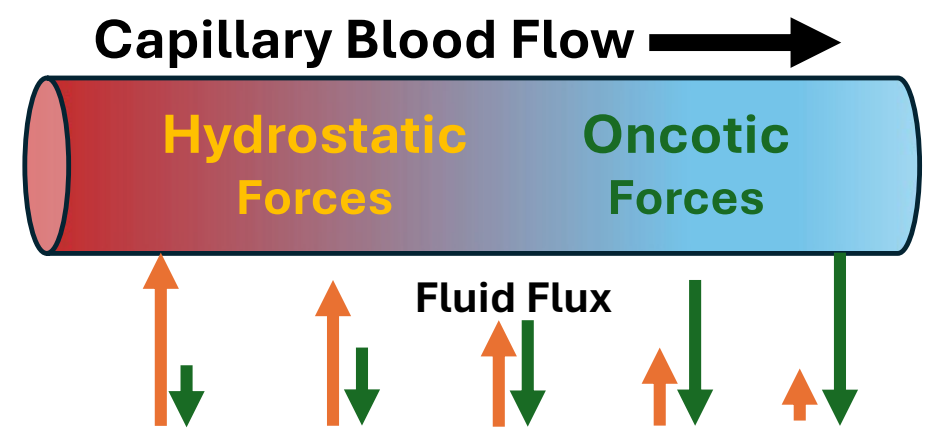 Capillary Blood Flow
Hydrostatic
Forces
Oncotic
Forces
Fluid Flux